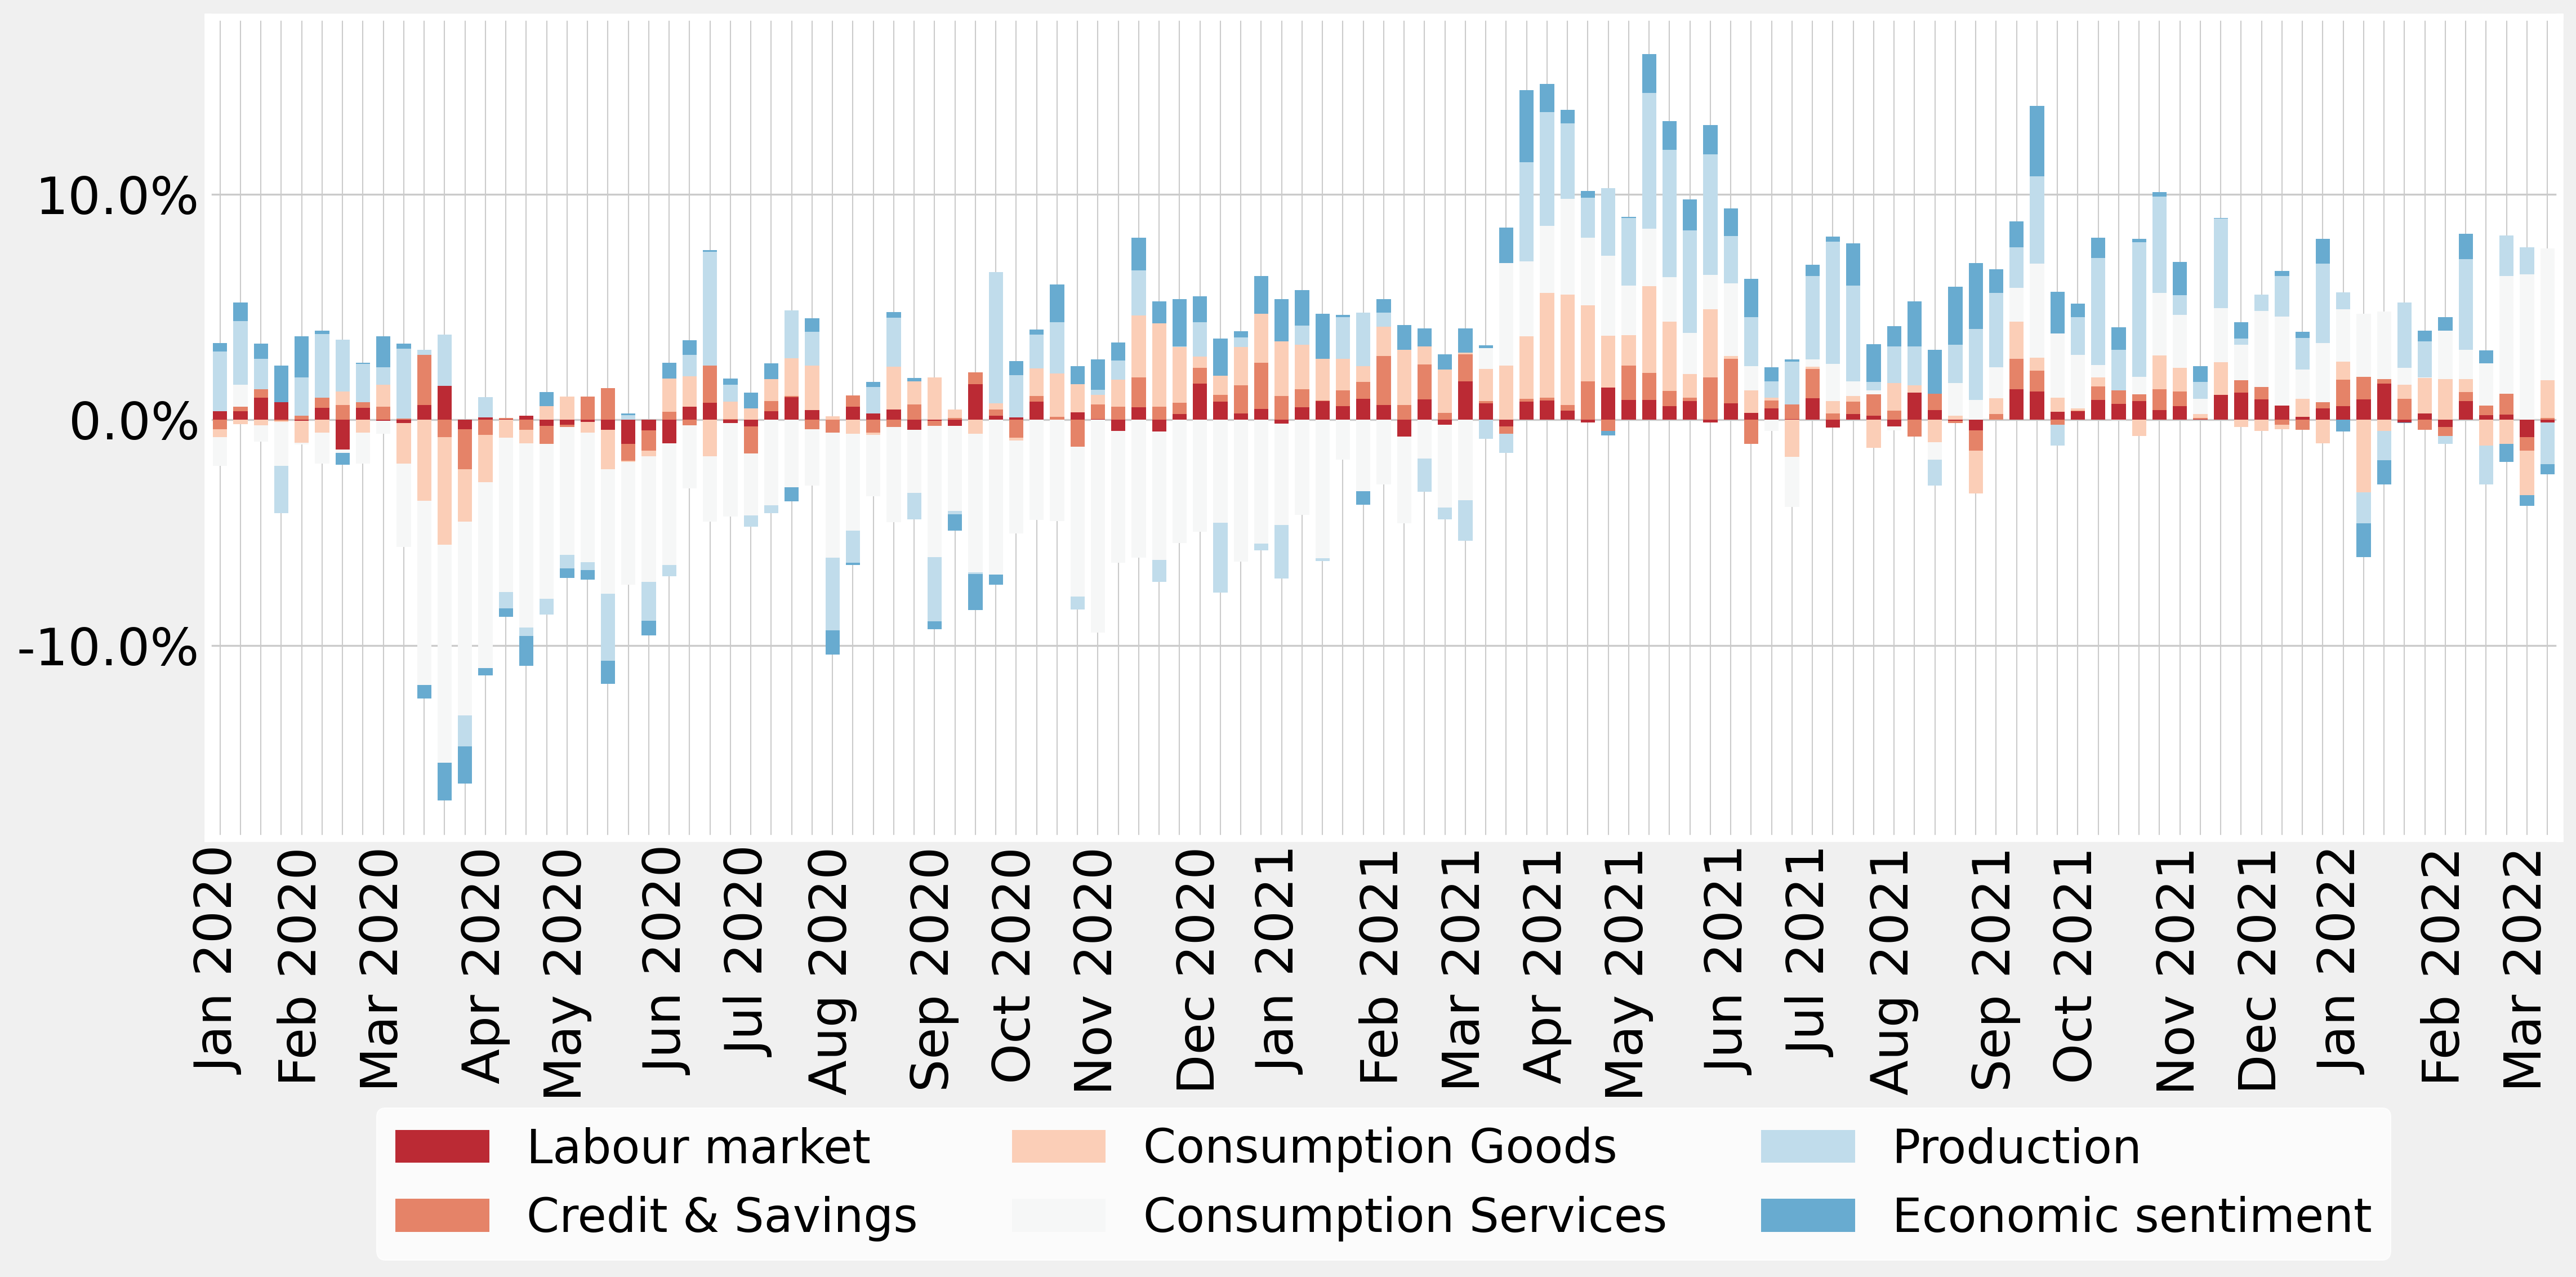 10.0%
0.0%
-10.0%
Jan 2020
Feb 2020
Mar 2020
Apr 2020
May 2020
Jun 2020
Jul 2020
Aug 2020
Sep 2020
Oct 2020
Nov 2020
Dec 2020
Jan 2021
Feb 2021
Mar 2021
Apr 2021
May 2021
Jun 2021
Jul 2021
Aug 2021
Sep 2021
Oct 2021
Nov 2021
Dec 2021
Jan 2022
Feb 2022
Mar 2022
Labour market
Credit & Savings
Consumption Goods
Consumption Services
Production
Economic sentiment